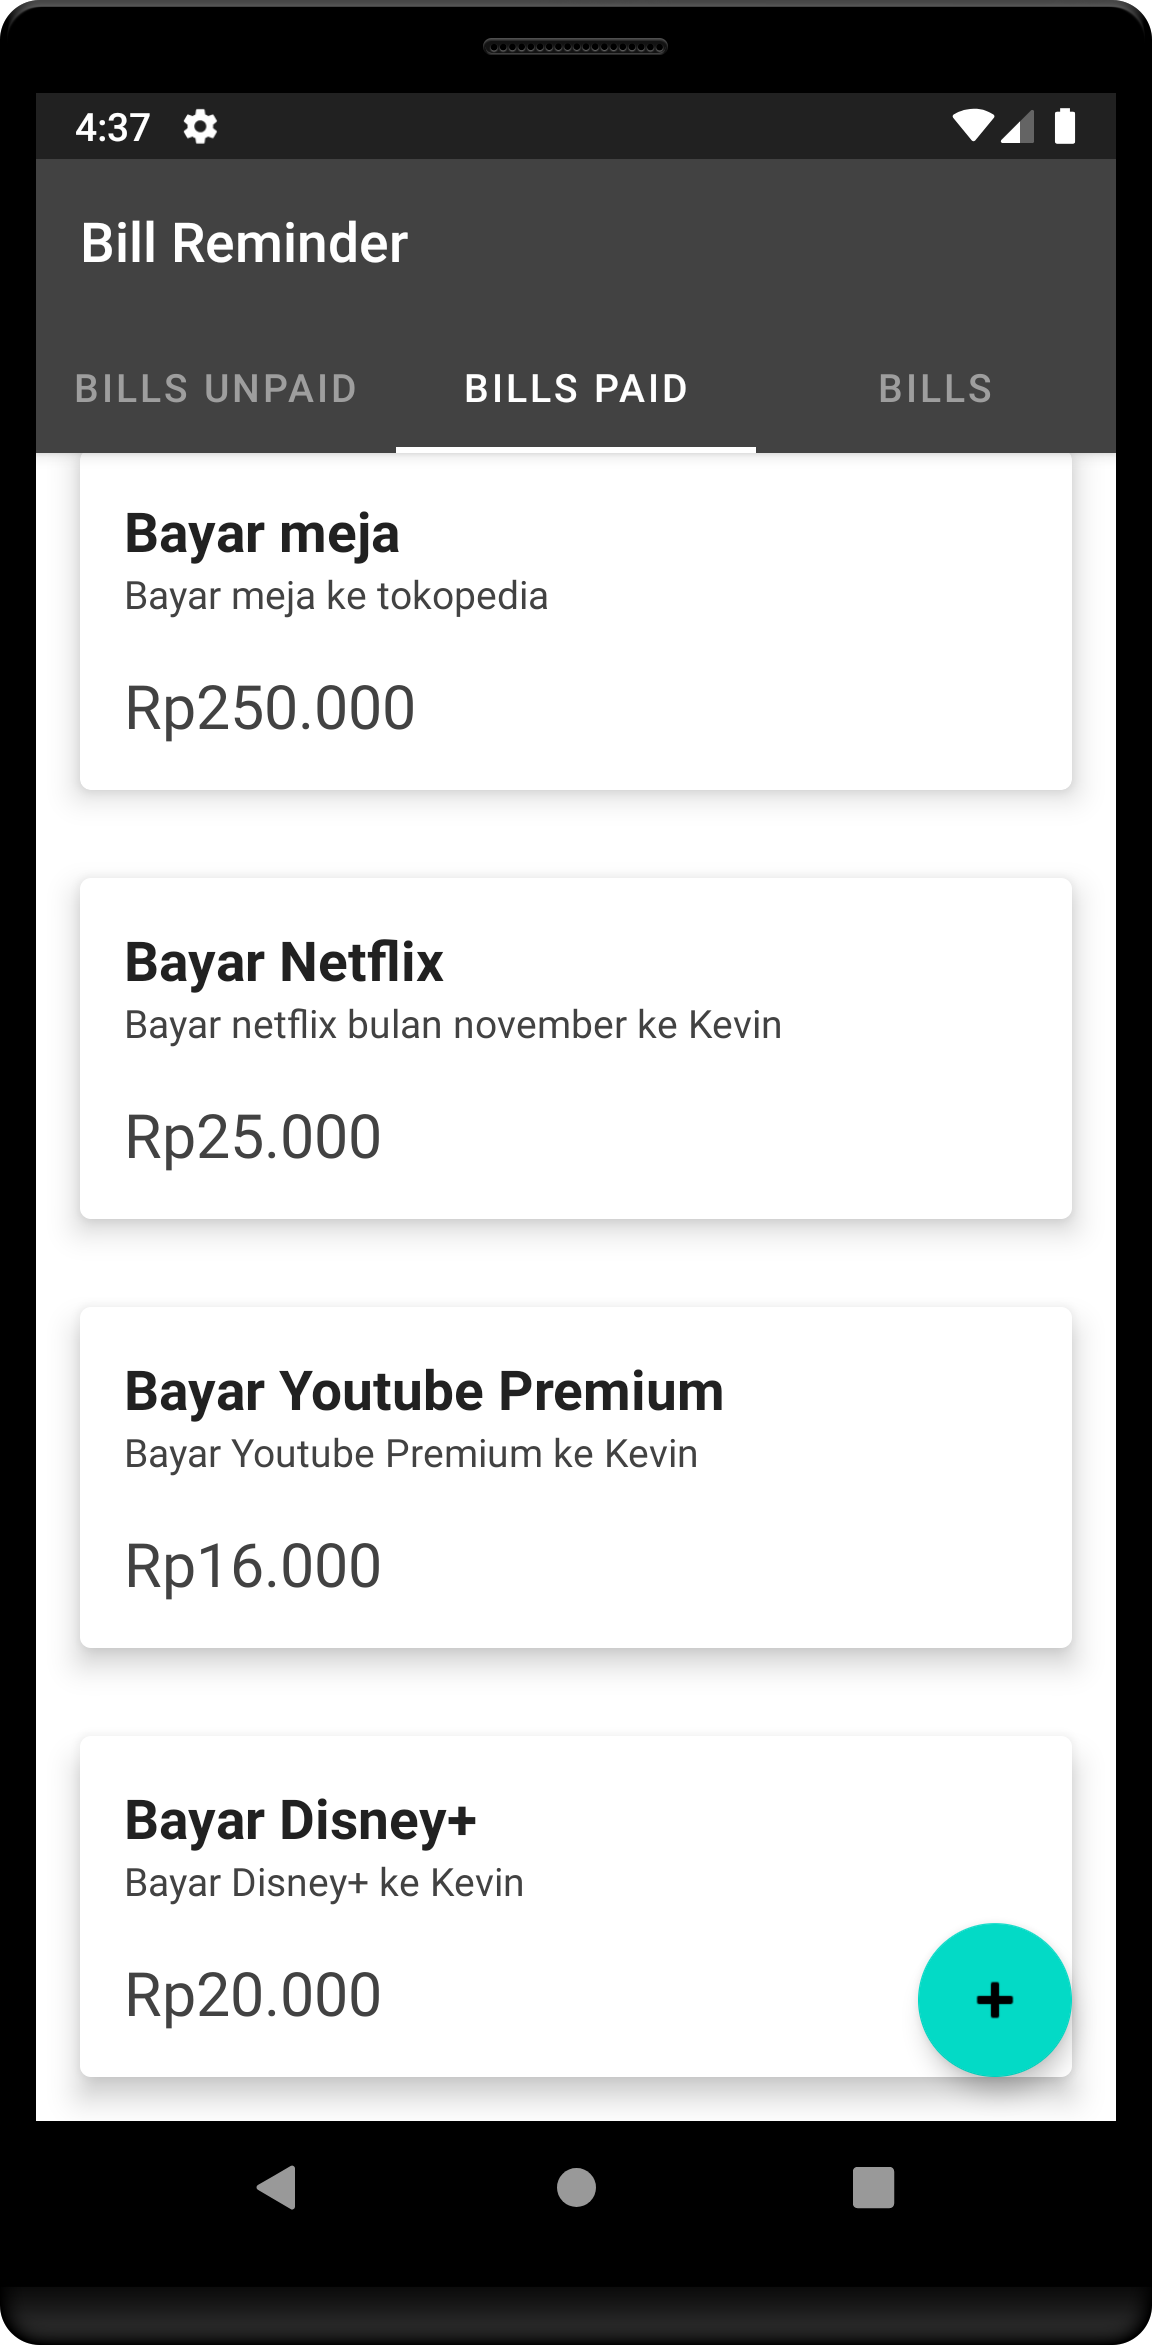 4:37
Bill Reminder
BILLS UNPAID
BILLS PAID
BILLS
Bayar meja
Bayar meja ke tokopedia
Rp250.000
Bayar Netflix
Bayar netflix bulan november ke Kevin
Rp25.000
Bayar Youtube Premium
Bayar Youtube Premium ke Kevin
Rp16.000
Bayar Disney+
Bayar Disney+ ke Kevin
Rp20.000
+